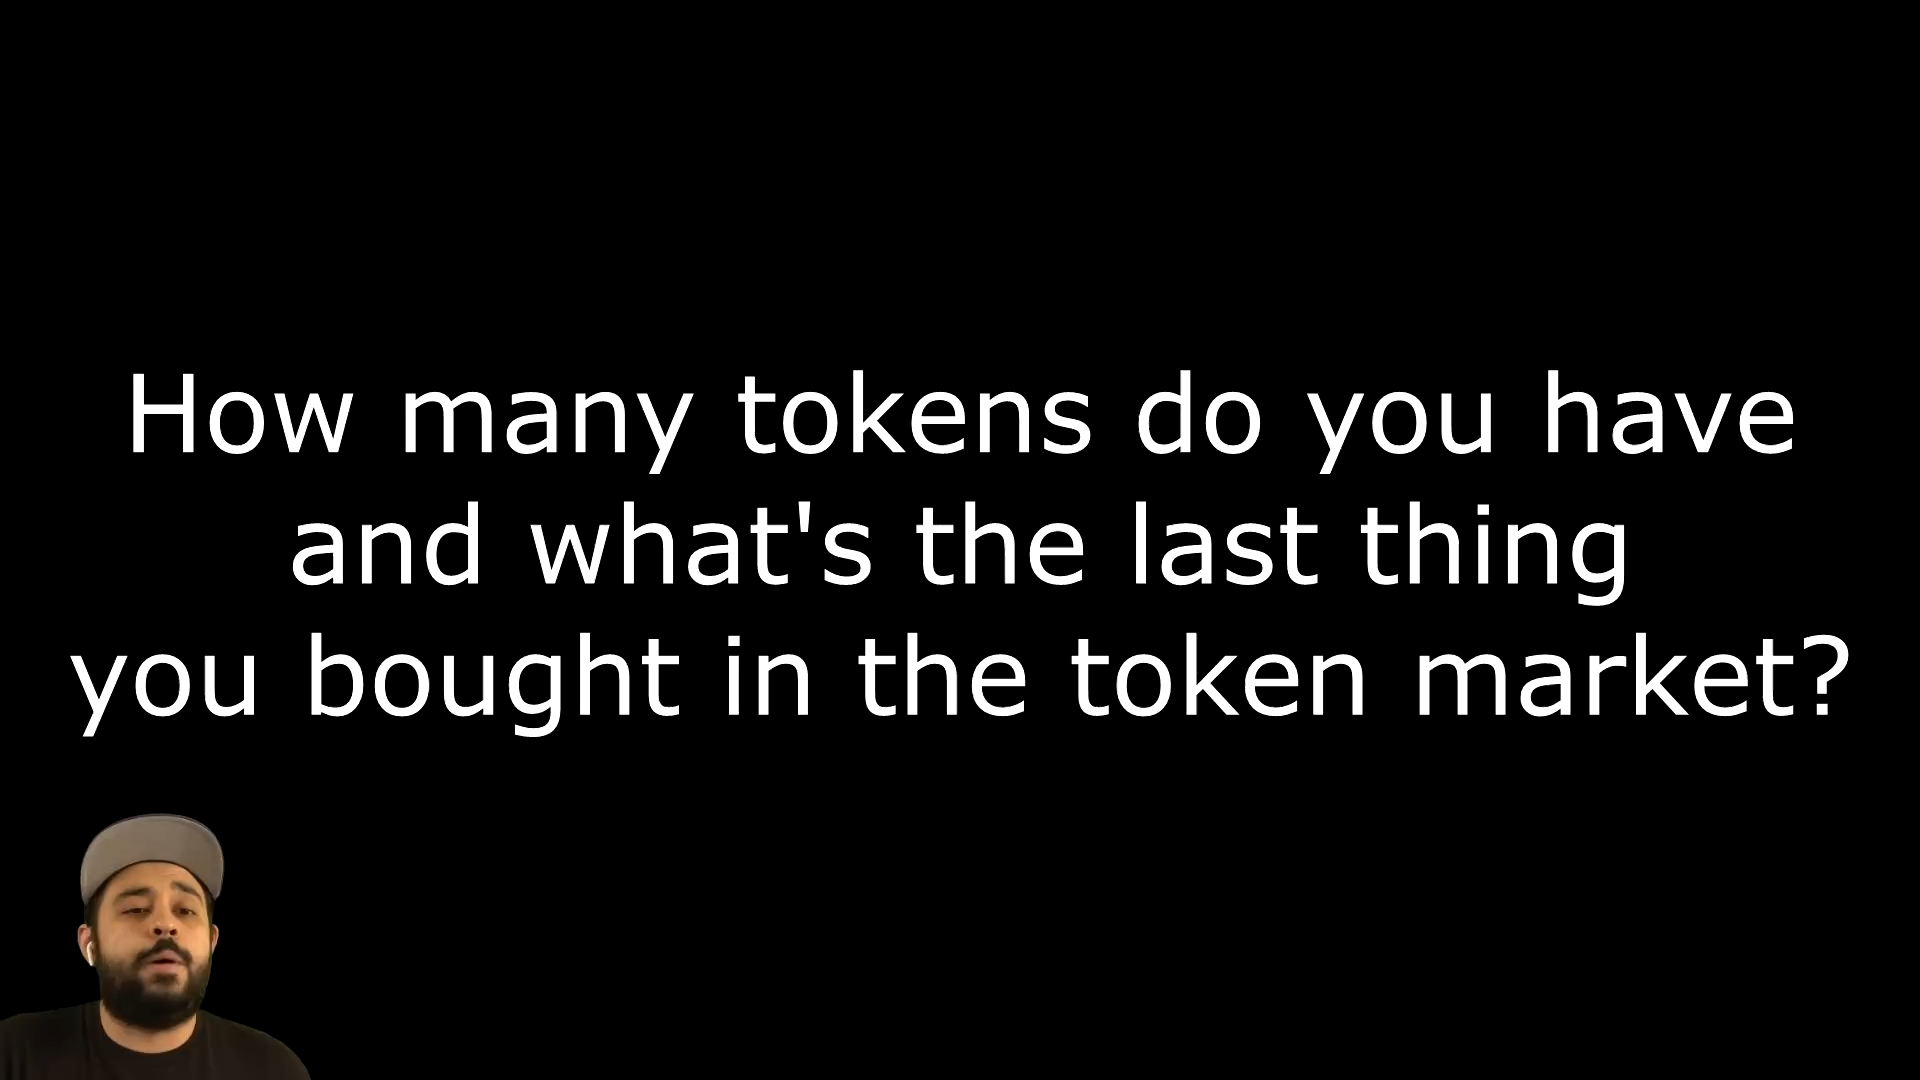 How many tokens do you have
and what's the last thing
you bought in the token market?